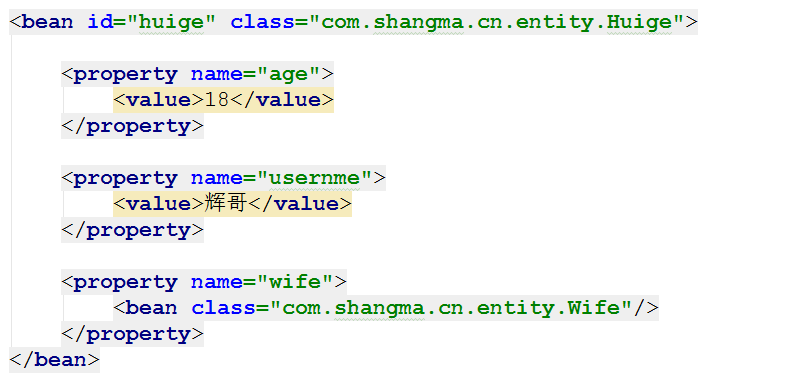 <bean id="huige" class="com.shangma.cn.entity.Huige">
<property name="age">
<value>18</value>
</property>
<property name="usernme">
<value>辉哥</value>
</property>
<property name="wife">
<bean class="com.shangma.cn.entity.Wife"/>
</property>
</bean>